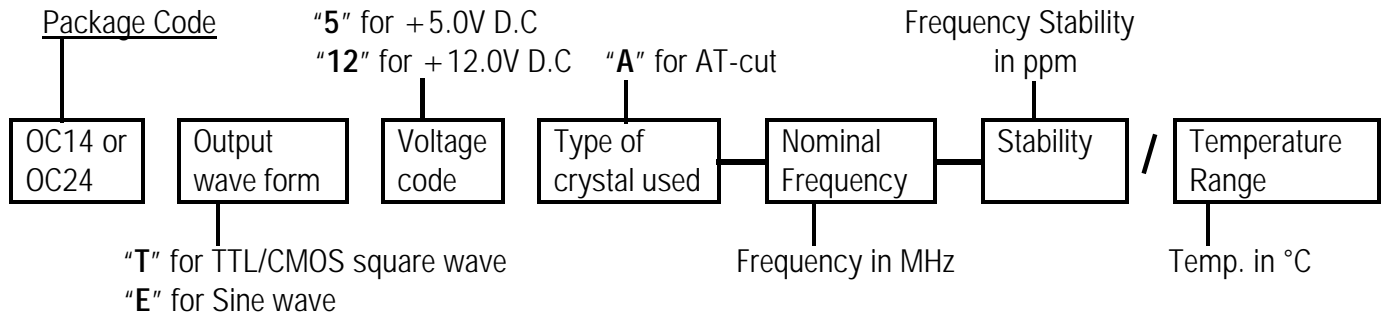 Package Code
"5" for +5.0V D.C
"12" for +12.0V D.C
"A" for AT-cut
Frequency Stability
in ppm
OC14 or
OC24
Output
wave form
Voltage
code
Type of
crystal used
Nominal
Frequency
Stability
/
Temperature
Range
"T" for TTL/CMOS square wave
"E" for Sine wave
Frequency in MHz
Temp. in °C